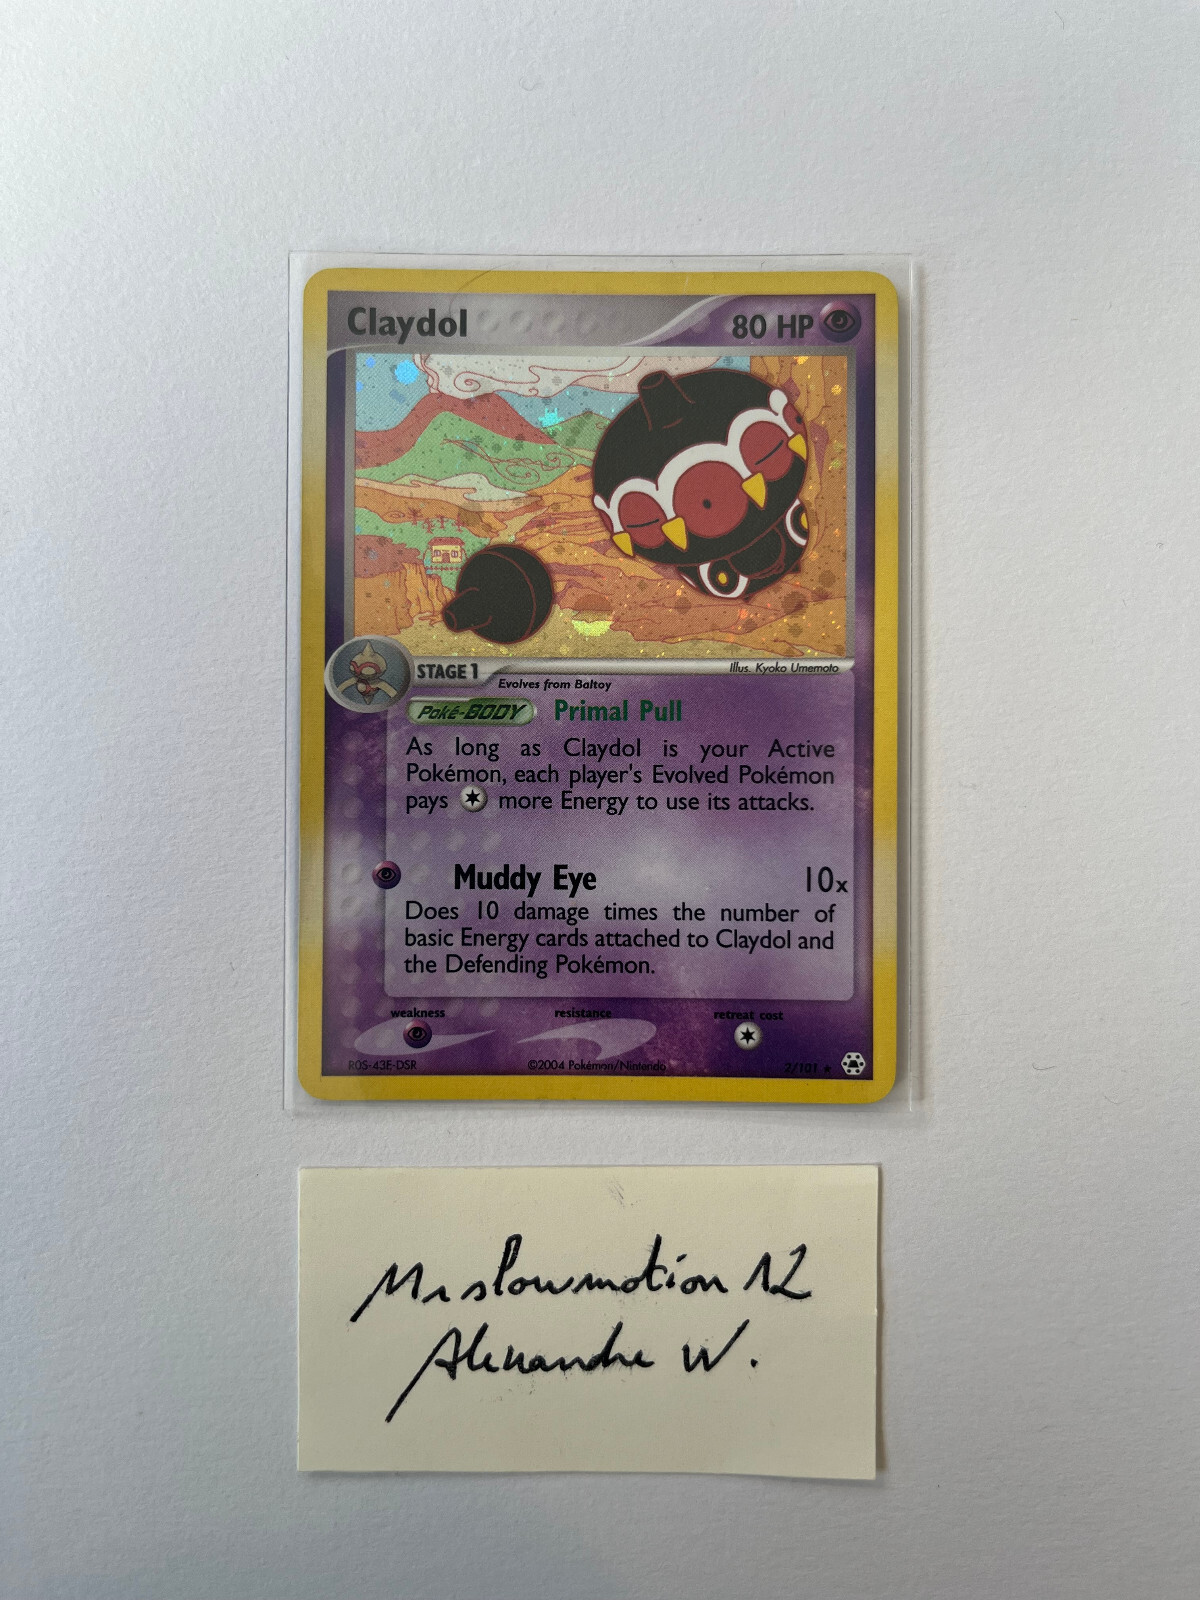 Claydol
80 HP
Illus. Kyoko Umemoto
STAGE 1
Evolves from Baltoy
Poké-BODY Primal Pull
As long as Claydol is your Active
Pokémon, each player's Evolved Pokémon
pays more Energy to use its attacks.
Muddy Eye 10x
Does 10 damage times the number of
basic Energy cards attached to Claydol and
the Defending Pokémon.
weakness resistance retreat cost
R0S-43E-DSR ©2004 Pokémon/Nintendo 2/101 ★
Mrslowmotion 12
Alexandre W.